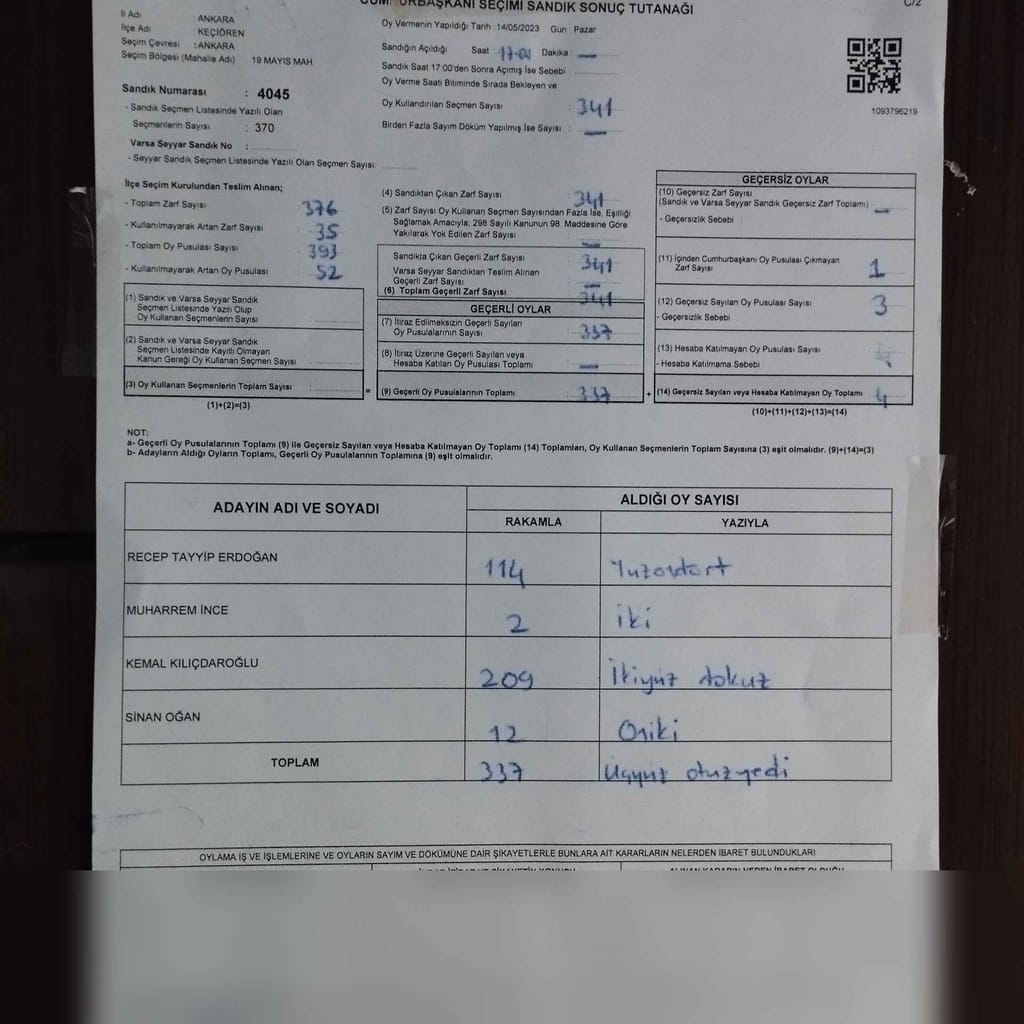 CUMHURBAŞKANI SEÇİMİ SANDIK SONUÇ TUTANAĞI
C/2
İl Adı ANKARA
İlçe Adı KEÇİÖREN
Seçim Çevresi : ANKARA
Seçim Bölgesi (Mahalle Adı) 19 MAYIS MAH
Sandık Numarası : 4045
- Sandık Seçmen Listesinde Yazılı Olan
Seçmenlerin Sayısı : 370
Varsa Seyyar Sandık No :
- Seyyar Sandık Seçmen Listesinde Yazılı Olan Seçmen Sayısı:
Oy Vermenin Yapıldığı Tarih : 14/05/2023 Gün : Pazar
Sandığın Açıldığı Saat : 17.01 Dakika : —
Sandık Saat 17:00'den Sonra Açımış İse Sebebi :
Oy Verme Saati Bitiminde Sırada Bekleyen ve
Oy Kullandırılan Seçmen Sayısı : 341
Birden Fazla Sayım Döküm Yapılmış İse Sayısı : —
1093796219
İlçe Seçim Kurulundan Teslim Alınan;
- Toplam Zarf Sayısı 376
- Kullanılmayarak Artan Zarf Sayısı 35
- Toplam Oy Pusulası Sayısı 393
- Kullanılmayarak Artan Oy Pusulası 52
(1) Sandık ve Varsa Seyyar Sandık
Seçmen Listesinde Yazılı Olup
Oy Kullanan Seçmenlerin Sayısı
(2) Sandık ve Varsa Seyyar Sandık
Seçmen Listesinde Kayıtlı Olmayan
Kanun Gereği Oy Kullanan Seçmen Sayısı
(3) Oy Kullanan Seçmenlerin Toplam Sayısı
(1)+(2)=(3)
=
(4) Sandıktan Çıkan Zarf Sayısı 341
(5) Zarf Sayısı Oy Kullanan Seçmen Sayısından Fazla İse, Eşitliği
Sağlamak Amacıyla, 298 Sayılı Kanunun 98. Maddesine Göre
Yakılarak Yok Edilen Zarf Sayısı —
Sandıkta Çıkan Geçerli Zarf Sayısı 341
Varsa Seyyar Sandıktan Teslim Alınan
Geçerli Zarf Sayısı —
(6) Toplam Geçerli Zarf Sayısı 341
GEÇERLİ OYLAR
(7) İtiraz Edilmeksizin Geçerli Sayılan
Oy Pusulalarının Sayısı 337
(8) İtiraz Üzerine Geçerli Sayılan veya
Hesaba Katılan Oy Pusulası Toplamı —
(9) Geçerli Oy Pusulalarının Toplamı 337
+
GEÇERSİZ OYLAR
(10) Geçersiz Zarf Sayısı
(Sandık ve Varsa Seyyar Sandık Geçersiz Zarf Toplamı) —
- Geçersizlik Sebebi
(11) İçinden Cumhurbaşkanı Oy Pusulası Çıkmayan
Zarf Sayısı 1
(12) Geçersiz Sayılan Oy Pusulası Sayısı 3
- Geçersizlik Sebebi
(13) Hesaba Katılmayan Oy Pusulası Sayısı
- Hesaba Katılmama Sebebi
(14) Geçersiz Sayılan veya Hesaba Katılmayan Oy Toplamı 4
(10)+(11)+(12)+(13)=(14)
NOT:
a- Geçerli Oy Pusulalarının Toplamı (9) ile Geçersiz Sayılan veya Hesaba Katılmayan Oy Toplamı (14) Toplamları, Oy Kullanan Seçmenlerin Toplam Sayısına (3) eşit olmalıdır. (9)+(14)=(3)
b- Adayların Aldığı Oyların Toplamı, Geçerli Oy Pusulalarının Toplamına (9) eşit olmalıdır.
ADAYIN ADI VE SOYADI
ALDIĞI OY SAYISI
RAKAMLA YAZIYLA
RECEP TAYYİP ERDOĞAN 114 Yuzondort
MUHARREM İNCE 2 iki
KEMAL KILIÇDAROĞLU 209 İkiyüz dokuz
SİNAN OĞAN 12 Oniki
TOPLAM 337 Üçyüz otuzyedi
OYLAMA İŞ VE İŞLEMLERİNE VE OYLARIN SAYIM VE DÖKÜMÜNE DAİR ŞİKAYETLERLE BUNLARA AİT KARARLARIN NELERDEN İBARET BULUNDUKLARI